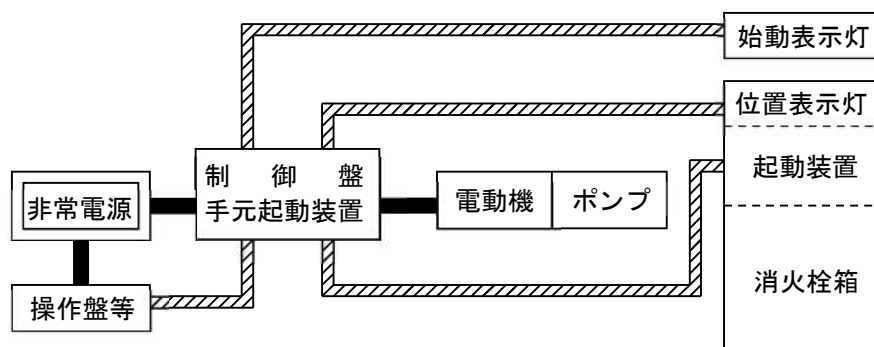 始動表示灯
位置表示灯
起動装置
消火栓箱
制御盤
手元起動装置
非常電源
電動機
ポンプ
操作盤等